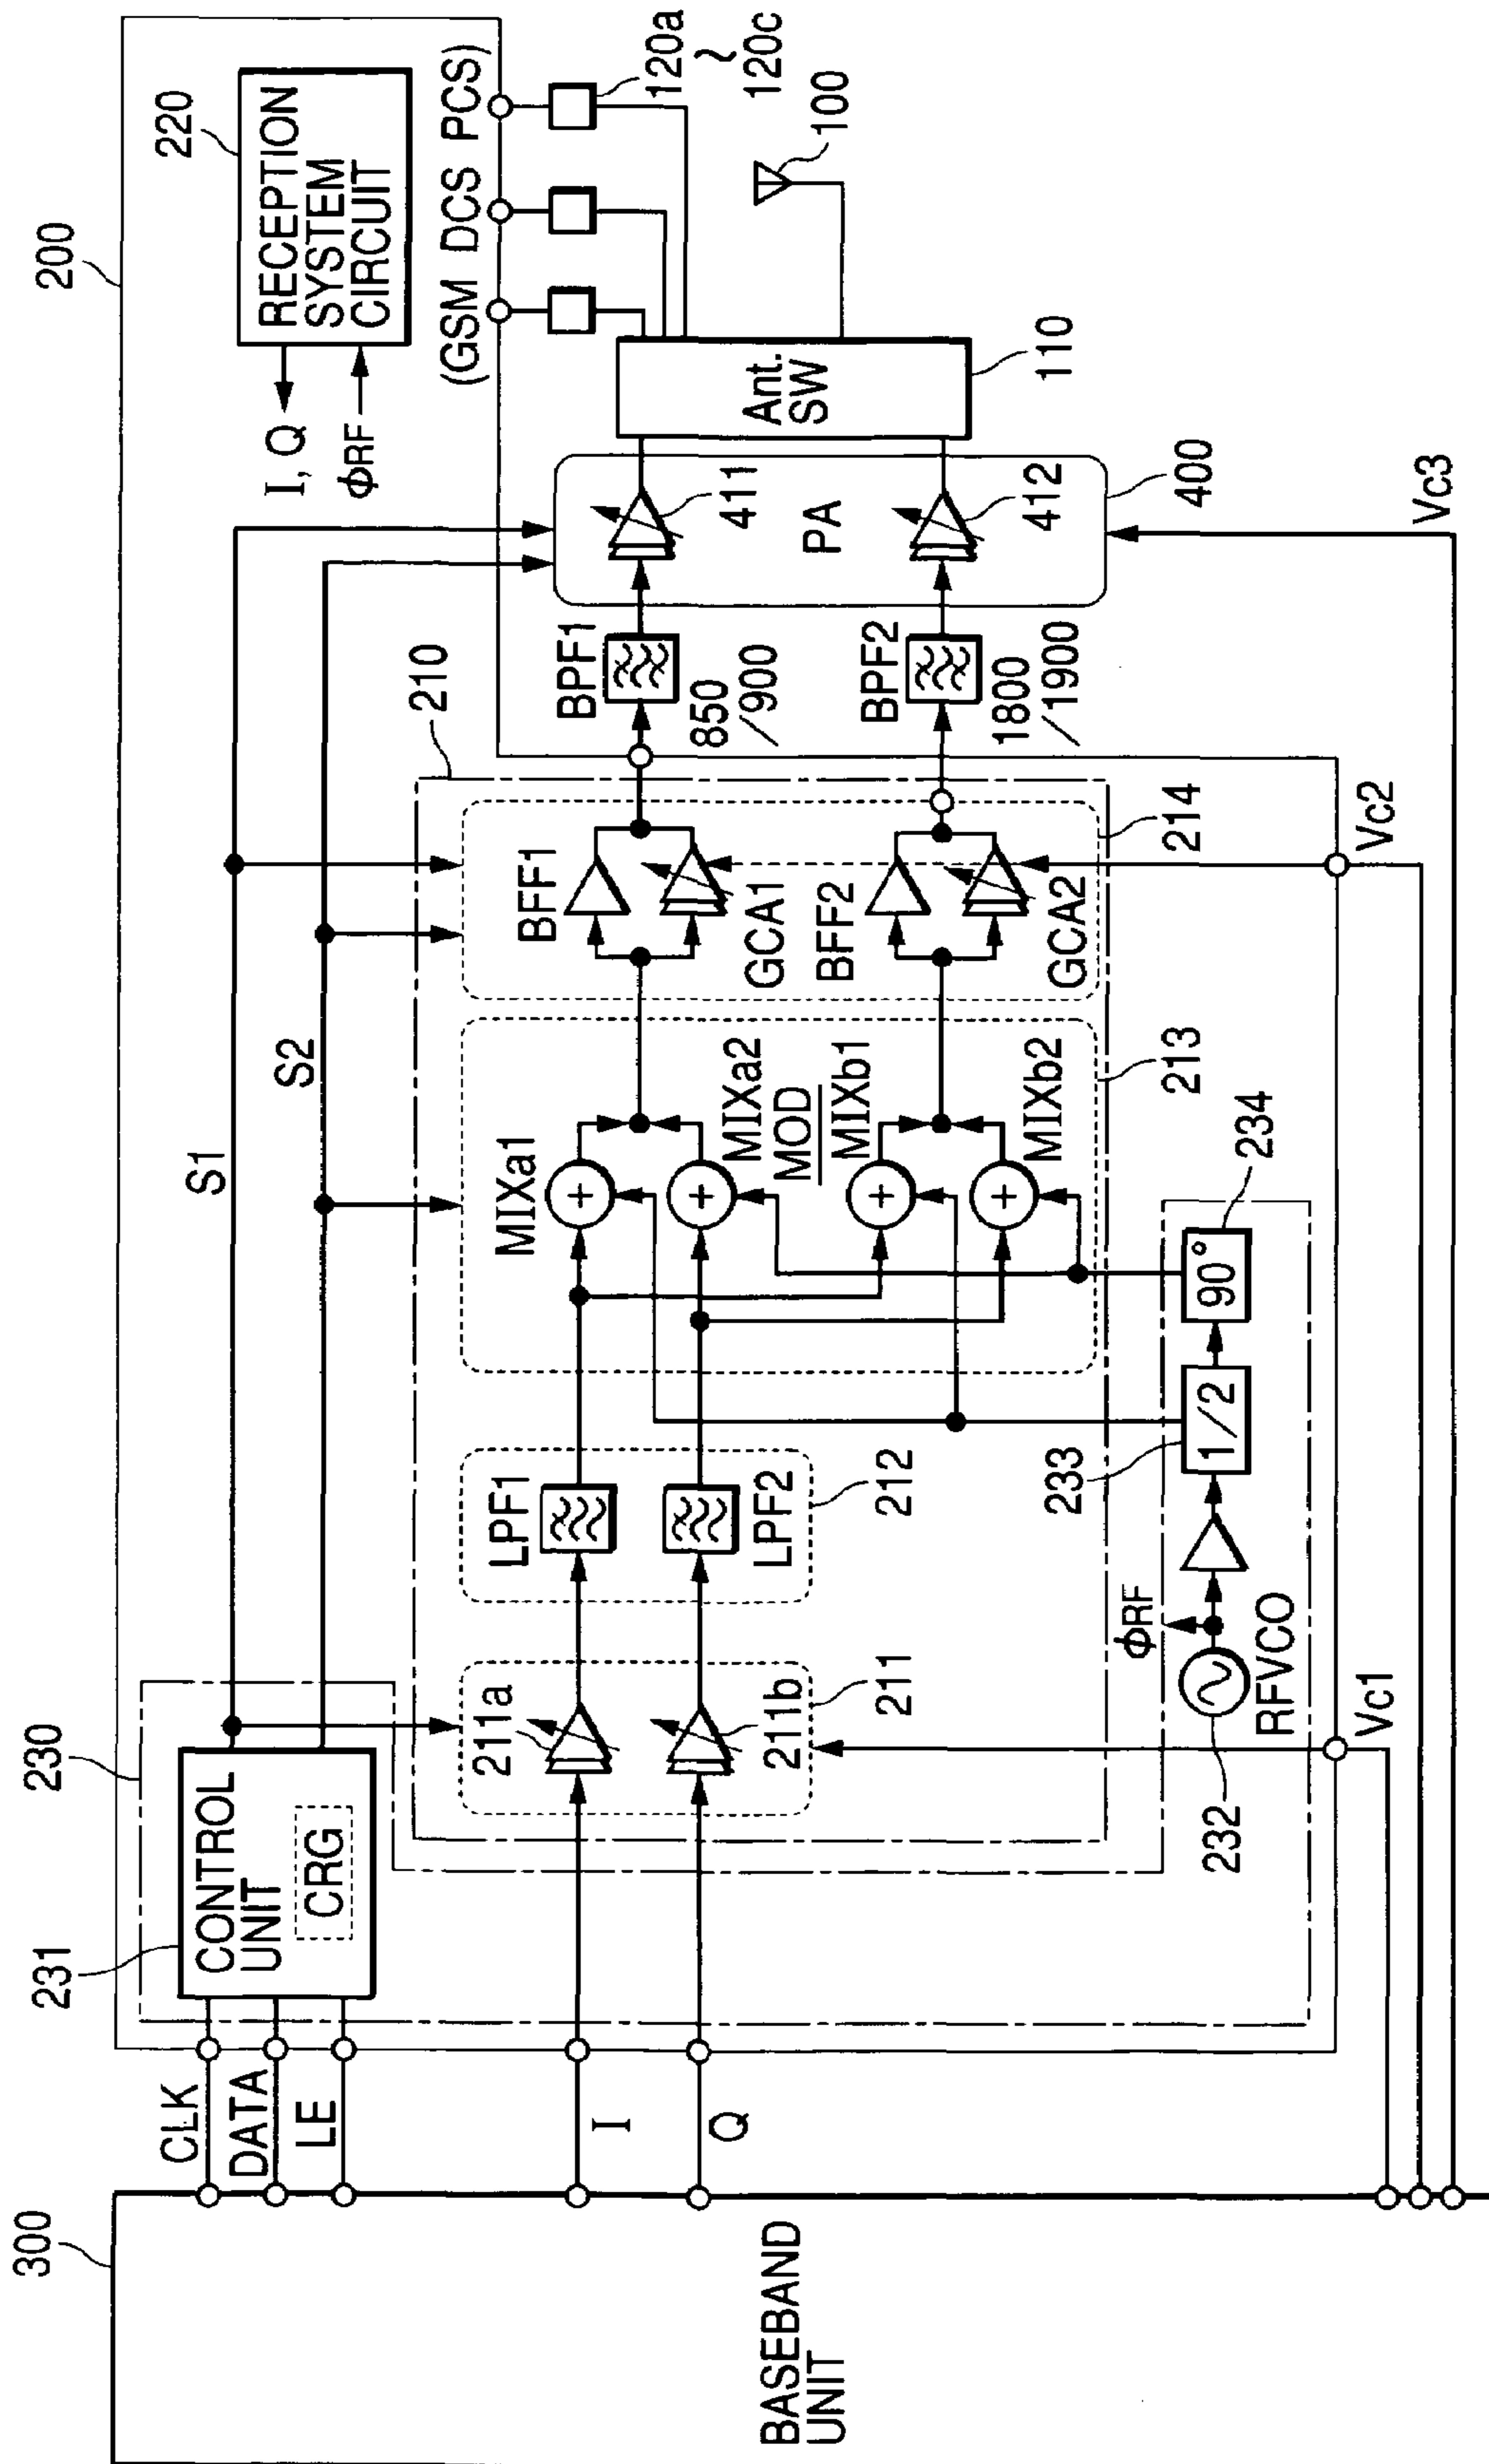 300
BASEBAND
UNIT
CLK
DATA
LE
I
Q
200
230
231
CONTROL
UNIT
CRG
S1
S2
210
211a
211b
211
LPF1
LPF2
212
MIXa1
MIXa2
MOD
MIXb1
MIXb2
213
BFF1
GCA1
BFF2
GCA2
214
232
RFVCO
ΦRF
233
1/2
90°
234
Vc1
Vc2
Vc3
BPF1
850
/900
BPF2
1800
/1900
PA
411
412
400
Ant.
SW
110
100
120a
~
120c
(GSM DCS PCS)
220
RECEPTION
SYSTEM
CIRCUIT
I, Q
ΦRF
+
+
+
+